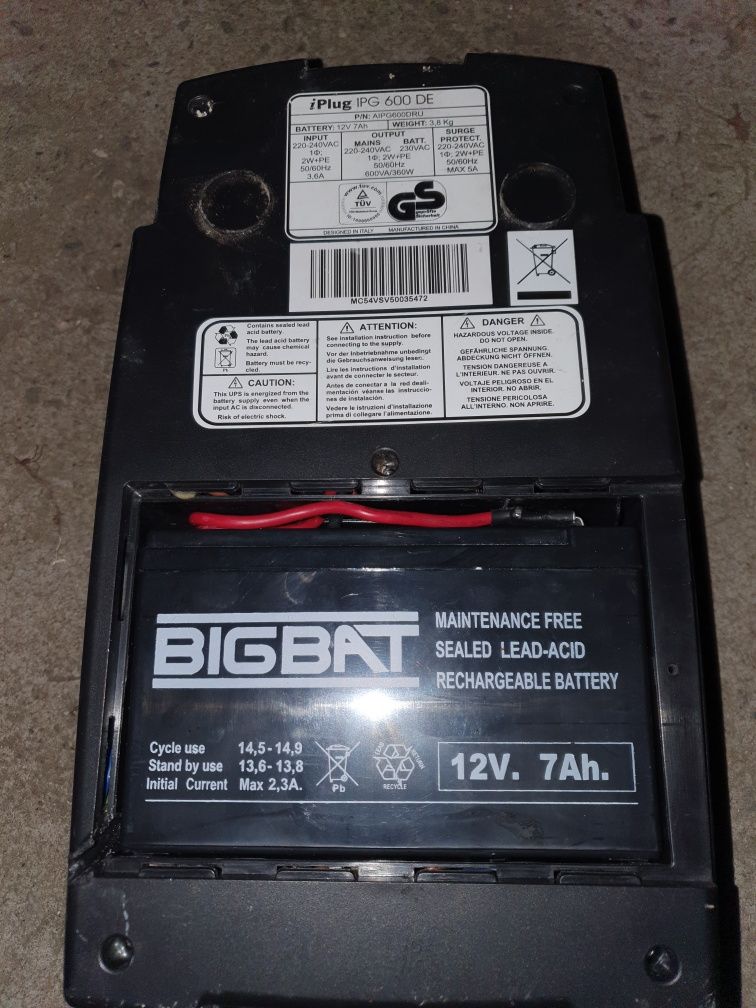 iPlug IPG 600 DE
P/N: AIPG600DRU
BATTERY: 12V 7Ah WEIGHT: 3,8 Kg
INPUT
220-240VAC
1Φ;
2W+PE
50/60Hz
3,6A
OUTPUT
MAINS BATT.
220-240VAC 230VAC
1Φ; 2W+PE
50/60Hz
600VA/360W
SURGE
PROTECT.
220-240VAC
1Φ; 2W+PE
50/60Hz
MAX 5A
www.tuv.com
TÜV
GS
geprüfte
Sicherheit
DESIGNED IN ITALY MANUFACTURED IN CHINA
MC54VSV50035472
Contains sealed lead
acid battery.
The lead acid battery
may cause chemical
hazard.
Battery must be recy-
cled.
Pb
CAUTION:
This UPS is energized from the
battery supply even when the
input AC is disconnected.
Risk of electric shock.
ATTENTION:
See installation instruction before
connecting to the supply.
Vor der Inbetriebnahme unbedingt
die Gebrauchsanweisung lesen.
Lire les instructions d'installation
avant de connecter le secteur.
Antes de conectar a la red deali-
mentación véanse las instruccio-
nes de instalación.
Vedere le istruzioni d'installazione
prima di collegare l'alimentazione.
DANGER
HAZARDOUS VOLTAGE INSIDE.
DO NOT OPEN.
GEFÄHRLICHE SPANNUNG.
ABDECKUNG NICHT ÖFFNEN.
TENSION DANGEREUSE A
L'INTERIEUR. NE PAS OUVRIR.
VOLTAJE PELIGROSO EN EL
INTERIOR. NO ABRIR.
TENSIONE PERICOLOSA
ALL'INTERNO. NON APRIRE.
BIGBAT
MAINTENANCE FREE
SEALED LEAD-ACID
RECHARGEABLE BATTERY
Cycle use 14,5-14,9
Stand by use 13,6-13,8
Initial Current Max 2,3A.
Pb
RETURN
RECYCLE
12V. 7Ah.